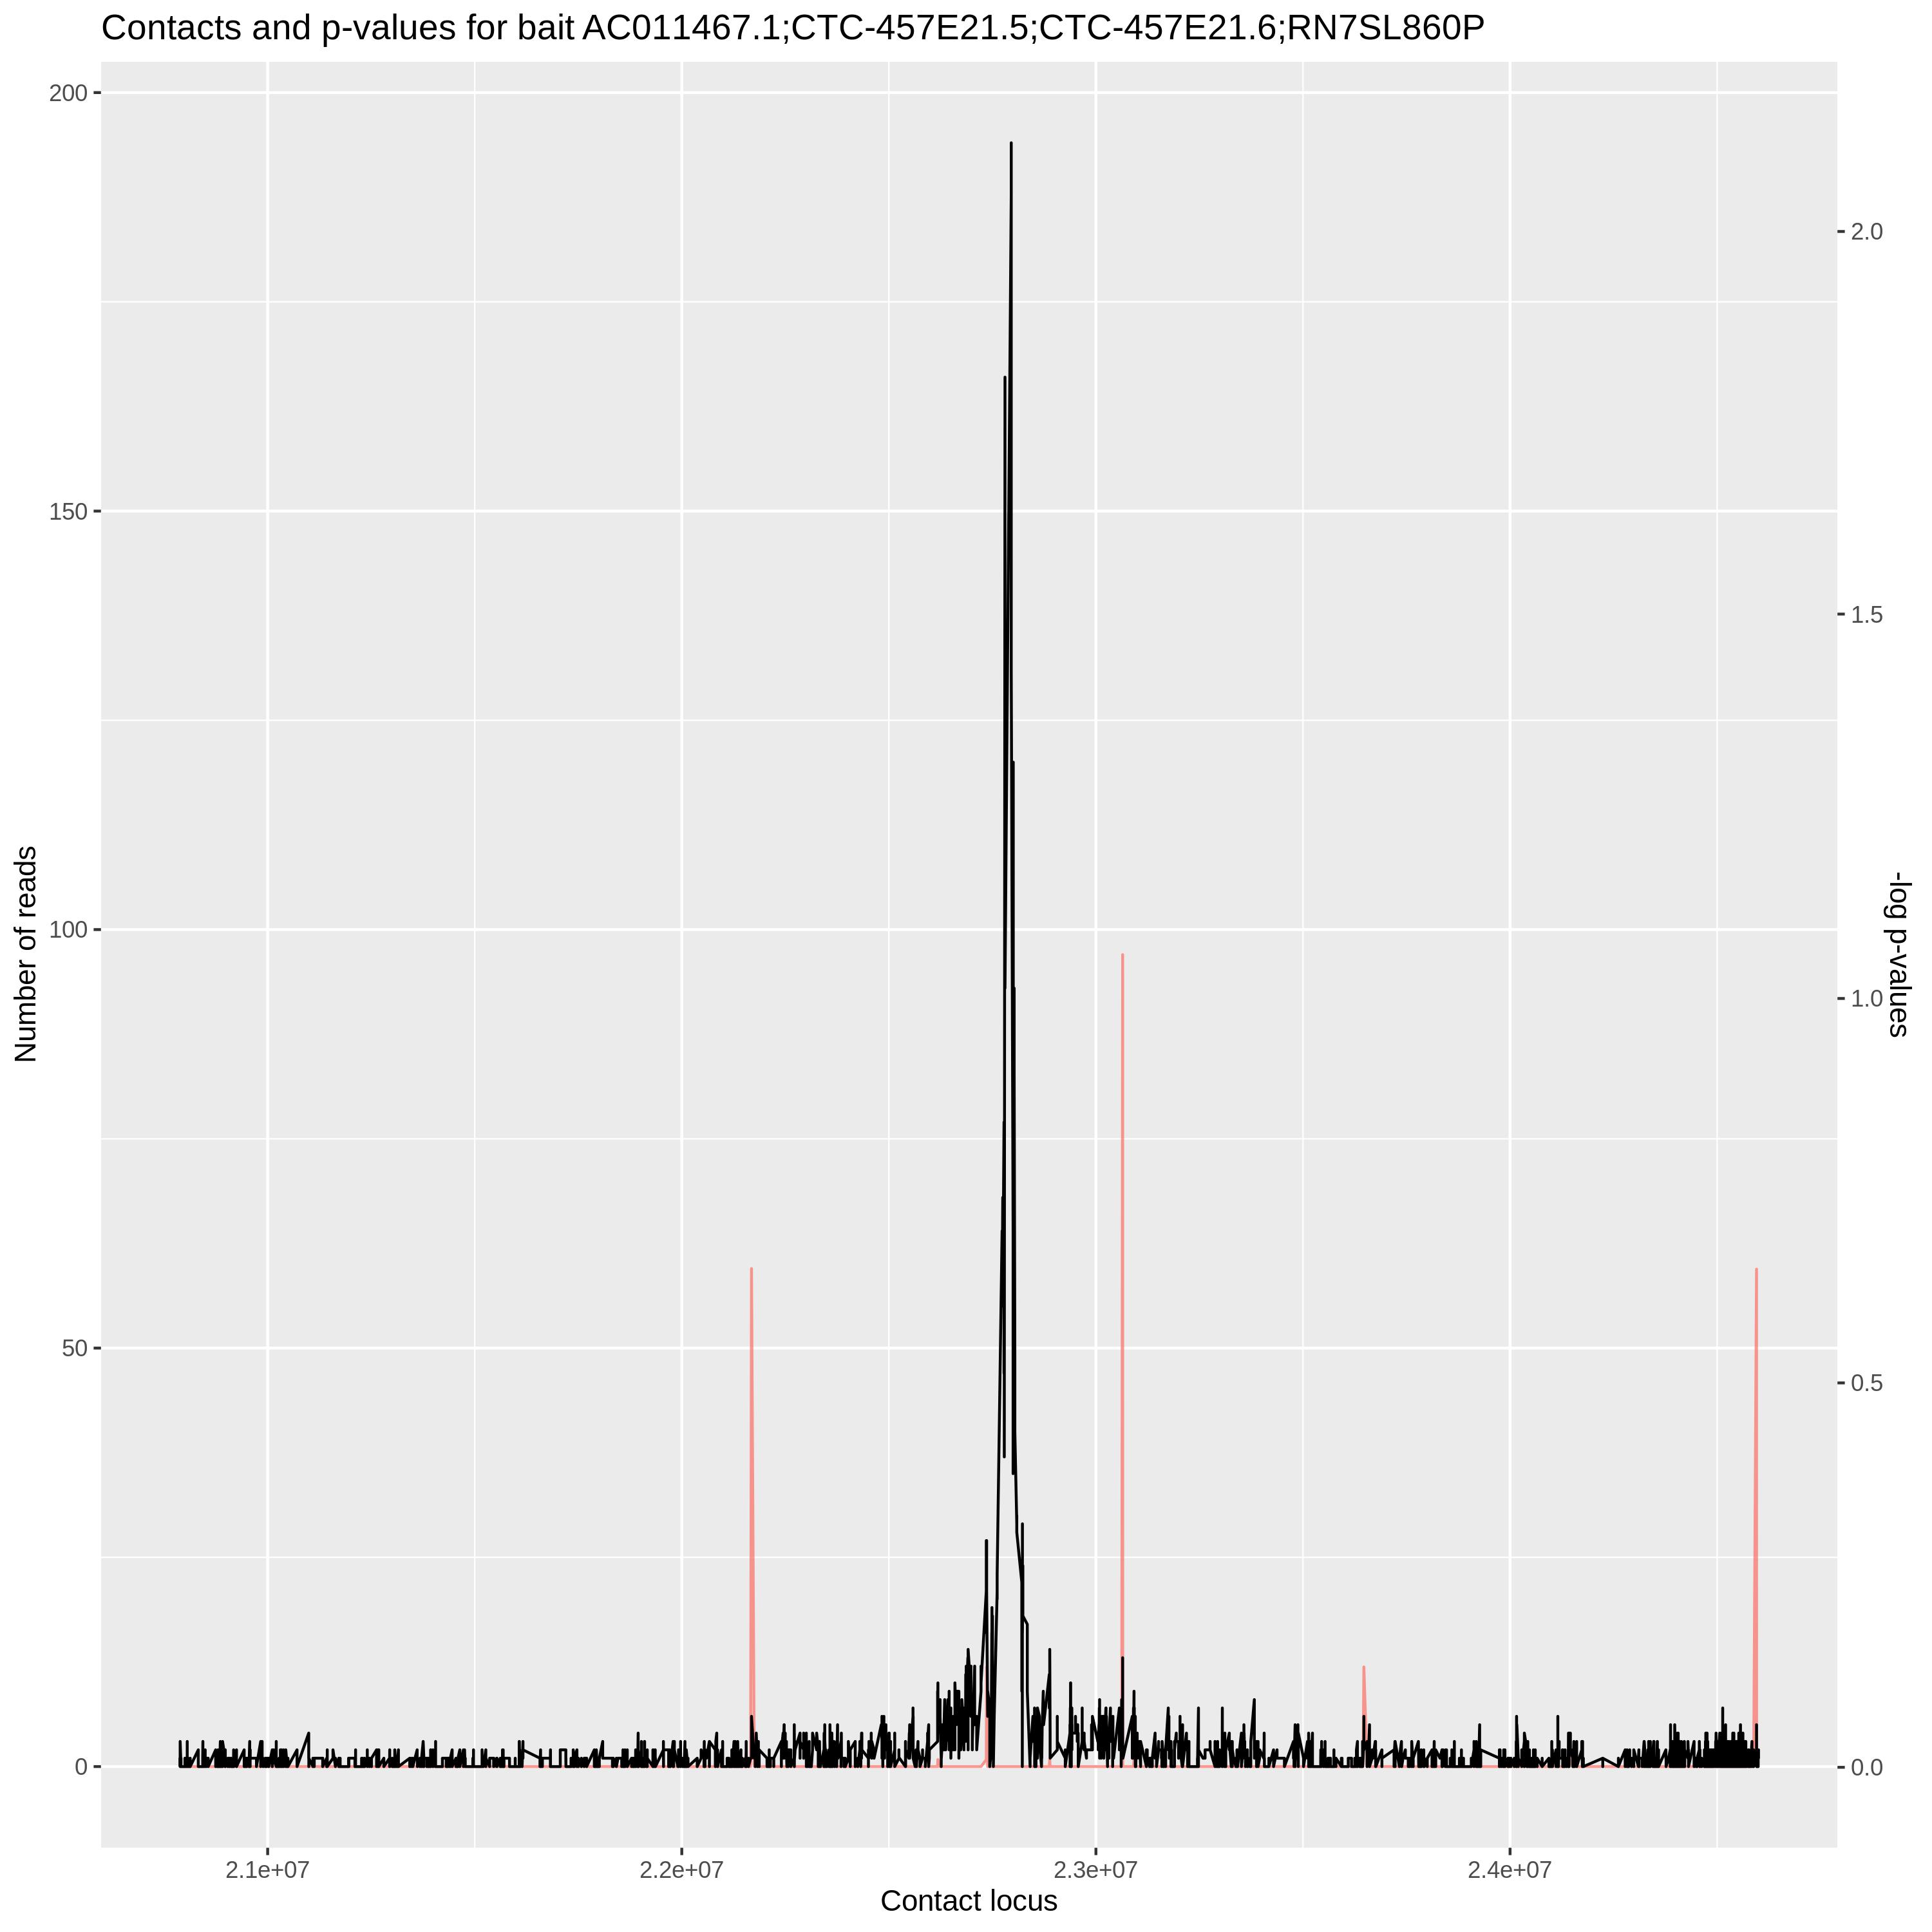 Contacts and p-values for bait AC011467.1;CTC-457E21.5;CTC-457E21.6;RN7SL860P
200
150
100
50
0
Number of reads
2.0
1.5
1.0
0.5
0.0
-log p-values
2.1e+07
2.2e+07
2.3e+07
2.4e+07
Contact locus